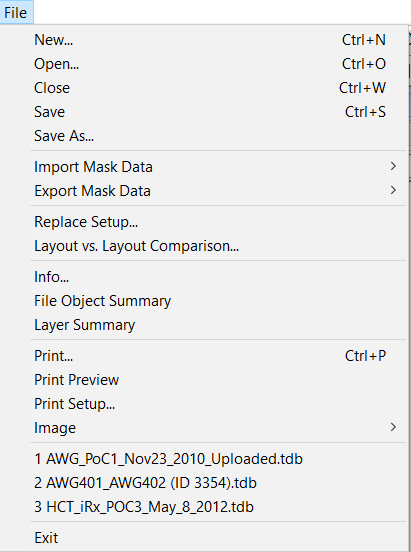 File
New... Ctrl+N
Open... Ctrl+O
Close Ctrl+W
Save Ctrl+S
Save As...
Import Mask Data
Export Mask Data
Replace Setup...
Layout vs. Layout Comparison...
Info...
File Object Summary
Layer Summary
Print... Ctrl+P
Print Preview
Print Setup...
Image
1 AWG_PoC1_Nov23_2010_Uploaded.tdb
2 AWG401_AWG402 (ID 3354).tdb
3 HCT_iRx_POC3_May_8_2012.tdb
Exit